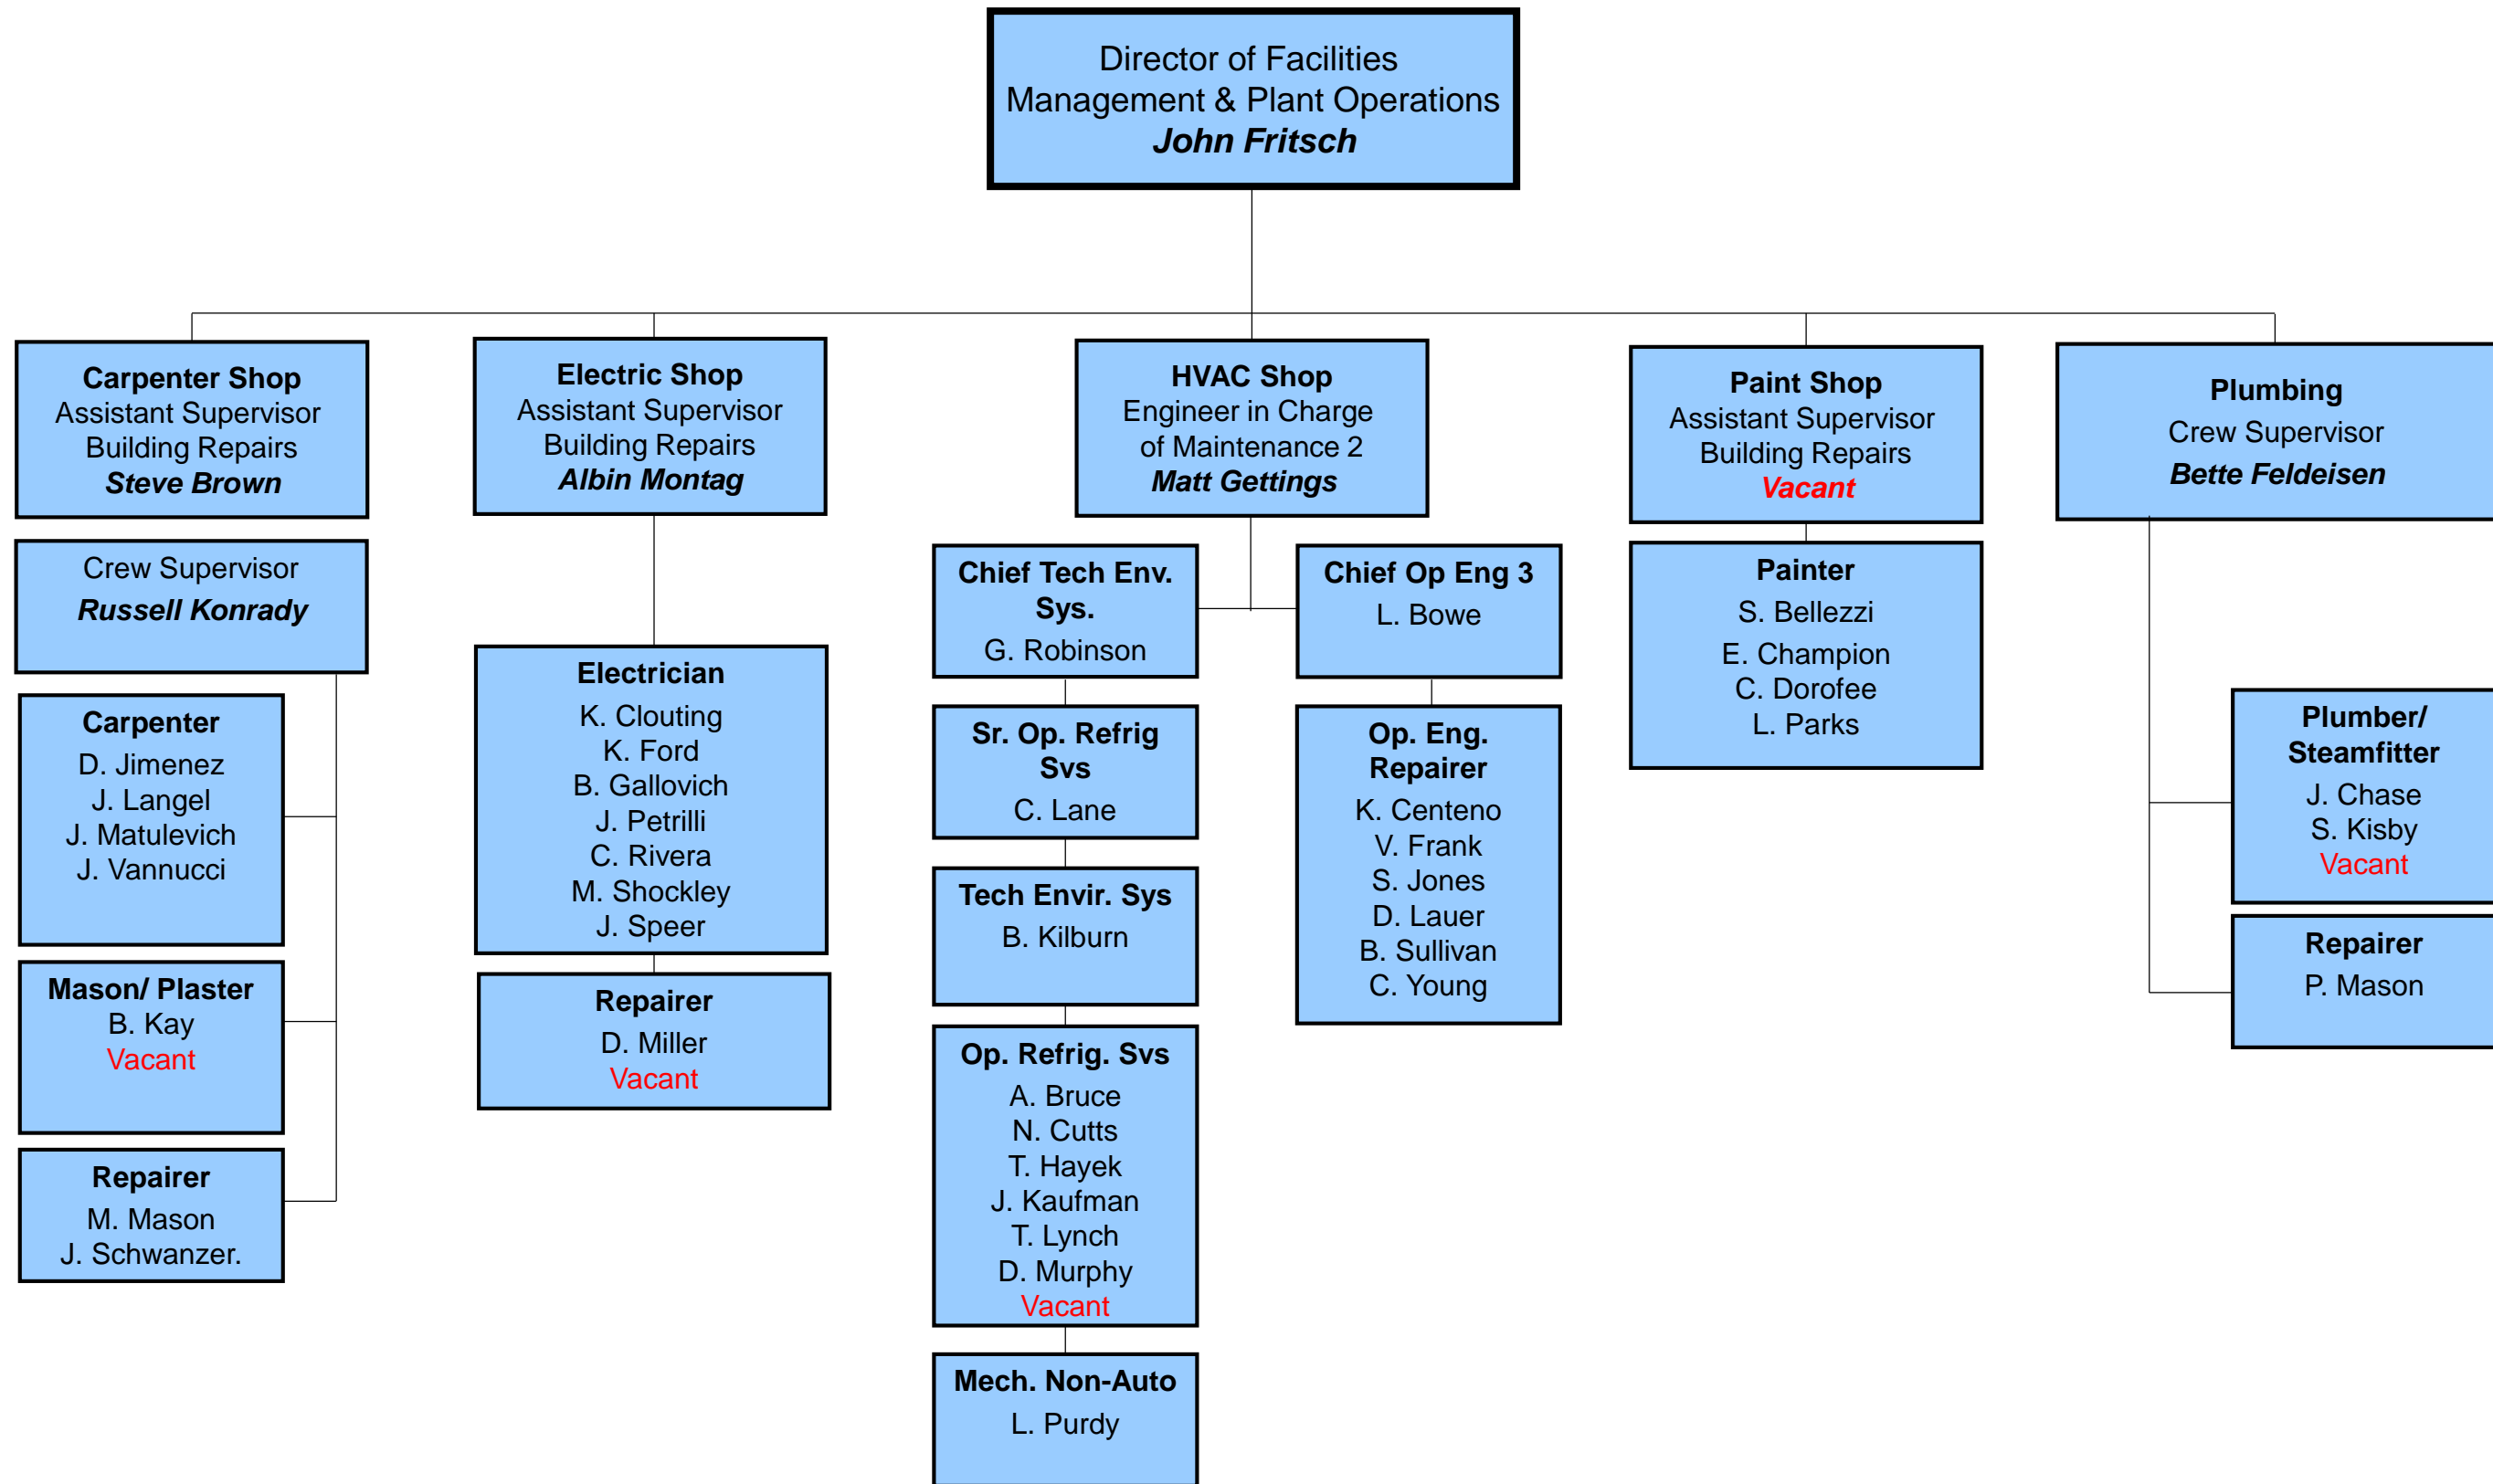 Director of Facilities
Management & Plant Operations
John Fritsch
Carpenter Shop
Assistant Supervisor
Building Repairs
Steve Brown
Crew Supervisor
Russell Konrady
Carpenter
D. Jimenez
J. Langel
J. Matulevich
J. Vannucci
Mason/ Plaster
B. Kay
Vacant
Repairer
M. Mason
J. Schwanzer.
Electric Shop
Assistant Supervisor
Building Repairs
Albin Montag
Electrician
K. Clouting
K. Ford
B. Gallovich
J. Petrilli
C. Rivera
M. Shockley
J. Speer
Repairer
D. Miller
Vacant
HVAC Shop
Engineer in Charge
of Maintenance 2
Matt Gettings
Chief Tech Env.
Sys.
G. Robinson
Sr. Op. Refrig
Svs
C. Lane
Tech Envir. Sys
B. Kilburn
Op. Refrig. Svs
A. Bruce
N. Cutts
T. Hayek
J. Kaufman
T. Lynch
D. Murphy
Vacant
Mech. Non-Auto
L. Purdy
Chief Op Eng 3
L. Bowe
Op. Eng.
Repairer
K. Centeno
V. Frank
S. Jones
D. Lauer
B. Sullivan
C. Young
Paint Shop
Assistant Supervisor
Building Repairs
Vacant
Painter
S. Bellezzi
E. Champion
C. Dorofee
L. Parks
Plumbing
Crew Supervisor
Bette Feldeisen
Plumber/
Steamfitter
J. Chase
S. Kisby
Vacant
Repairer
P. Mason